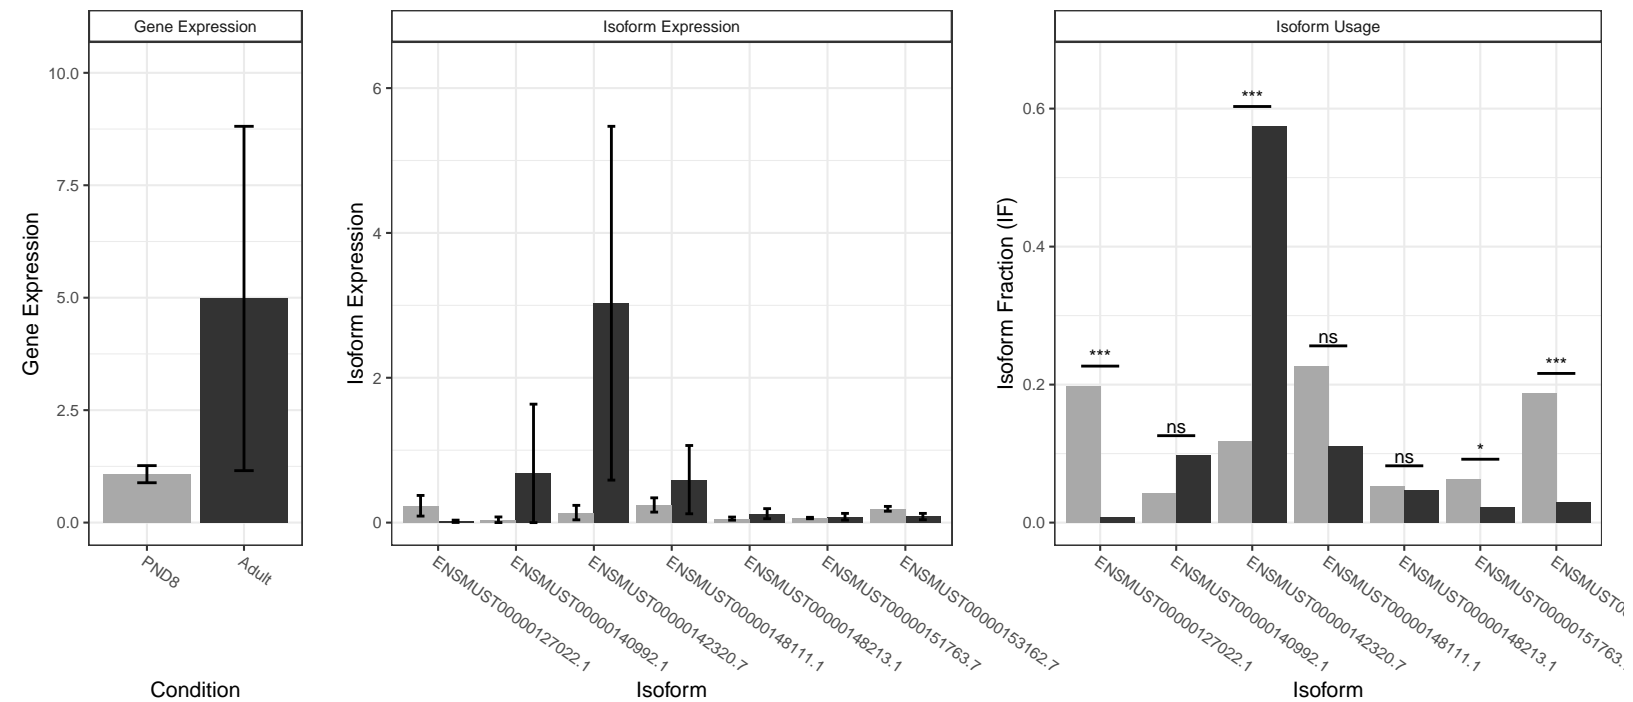 Gene Expression
Isoform Expression
Isoform Usage
Gene Expression
10.0
7.5
5.0
2.5
0.0
PND8
Adult
Condition
Isoform Expression
6
4
2
0
ENSMUST00000127022.1
ENSMUST00000140992.1
ENSMUST00000142320.7
ENSMUST00000148111.1
ENSMUST00000148213.1
ENSMUST00000151763.7
ENSMUST00000153162.7
Isoform
Isoform Fraction (IF)
0.6
0.4
0.2
0.0
***
ns
***
ns
ns
*
***
ENSMUST00000127022.1
ENSMUST00000140992.1
ENSMUST00000142320.7
ENSMUST00000148111.1
ENSMUST00000148213.1
ENSMUST00000151763.
Isoform